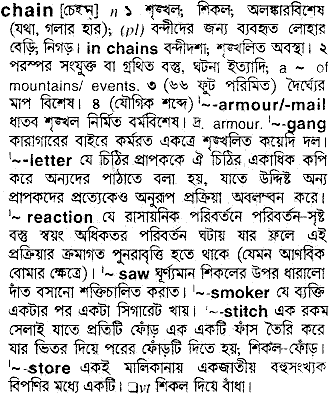 chain [চেইন্] n ১ শৃঙ্খল; শিকল; অলঙ্কারবিশেষ
(যথা, গলার হার); (pl) বন্দীদের জন্য ব্যবহৃত লোহার
বেড়ি; নিগড়। in chains বন্দীদশা; শৃঙ্খলিত অবস্থা। ২
পরস্পর সংযুক্ত বা গ্রথিত বস্তু, ঘটনা ইত্যাদি; a ~ of
mountains/ events. ৩ (৬৬ ফুট পরিমিত) দৈর্ঘ্যের
মাপ বিশেষ। ৪ (যৌগিক শব্দে) '~-armour/-mail
ধাতব শৃঙ্খল নির্মিত বর্মবিশেষ। দ্র. armour. '~-gang
কারাগারের বাইরে কর্মরত একত্রে শৃঙ্খলিত কয়েদি দল।
'~-letter যে চিঠির প্রাপককে ঐ চিঠির একাধিক কপি
করে অন্যদের পাঠাতে বলা হয়, যাতে উদ্দিষ্ট অন্য
প্রাপকদের প্রত্যেকেও অনুরূপ প্রক্রিয়া অবলম্বন করে।
'~ reaction যে রাসায়নিক পরিবর্তনে পরিবর্তন-সৃষ্ট
বস্তু স্বয়ং অধিকতর পরিবর্তন ঘটায় যার ফলে এই
প্রক্রিয়ার ক্রমাগত পুনরাবৃত্তি হতে থাকে (যেমন আণবিক
বোমার ক্ষেত্রে)। '~ saw ঘূর্ণ্যমান শিকলের উপর ধারালো
দাঁত বসানো শক্তিচালিত করাত। '~-smoker যে ব্যক্তি
একটার পর একটা সিগারেট খায়। '~-stitch এক রকম
সেলাই যাতে প্রতিটি ফোঁড় এক একটি ফাঁস তৈরি করে
যার ভিতর দিয়ে পরের ফোঁড়টি দিতে হয়; শিকল-ফোঁড়।
'~-store একই মালিকানায় একজাতীয় বহুসংখ্যক
বিপণির মধ্যে একটি। □vt শিকল দিয়ে বাঁধা।